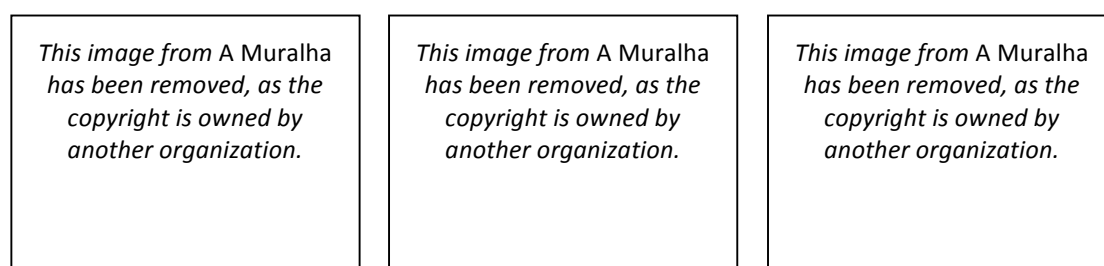 This image from A Muralha
has been removed, as the
copyright is owned by
another organization.
This image from A Muralha
has been removed, as the
copyright is owned by
another organization.
This image from A Muralha
has been removed, as the
copyright is owned by
another organization.